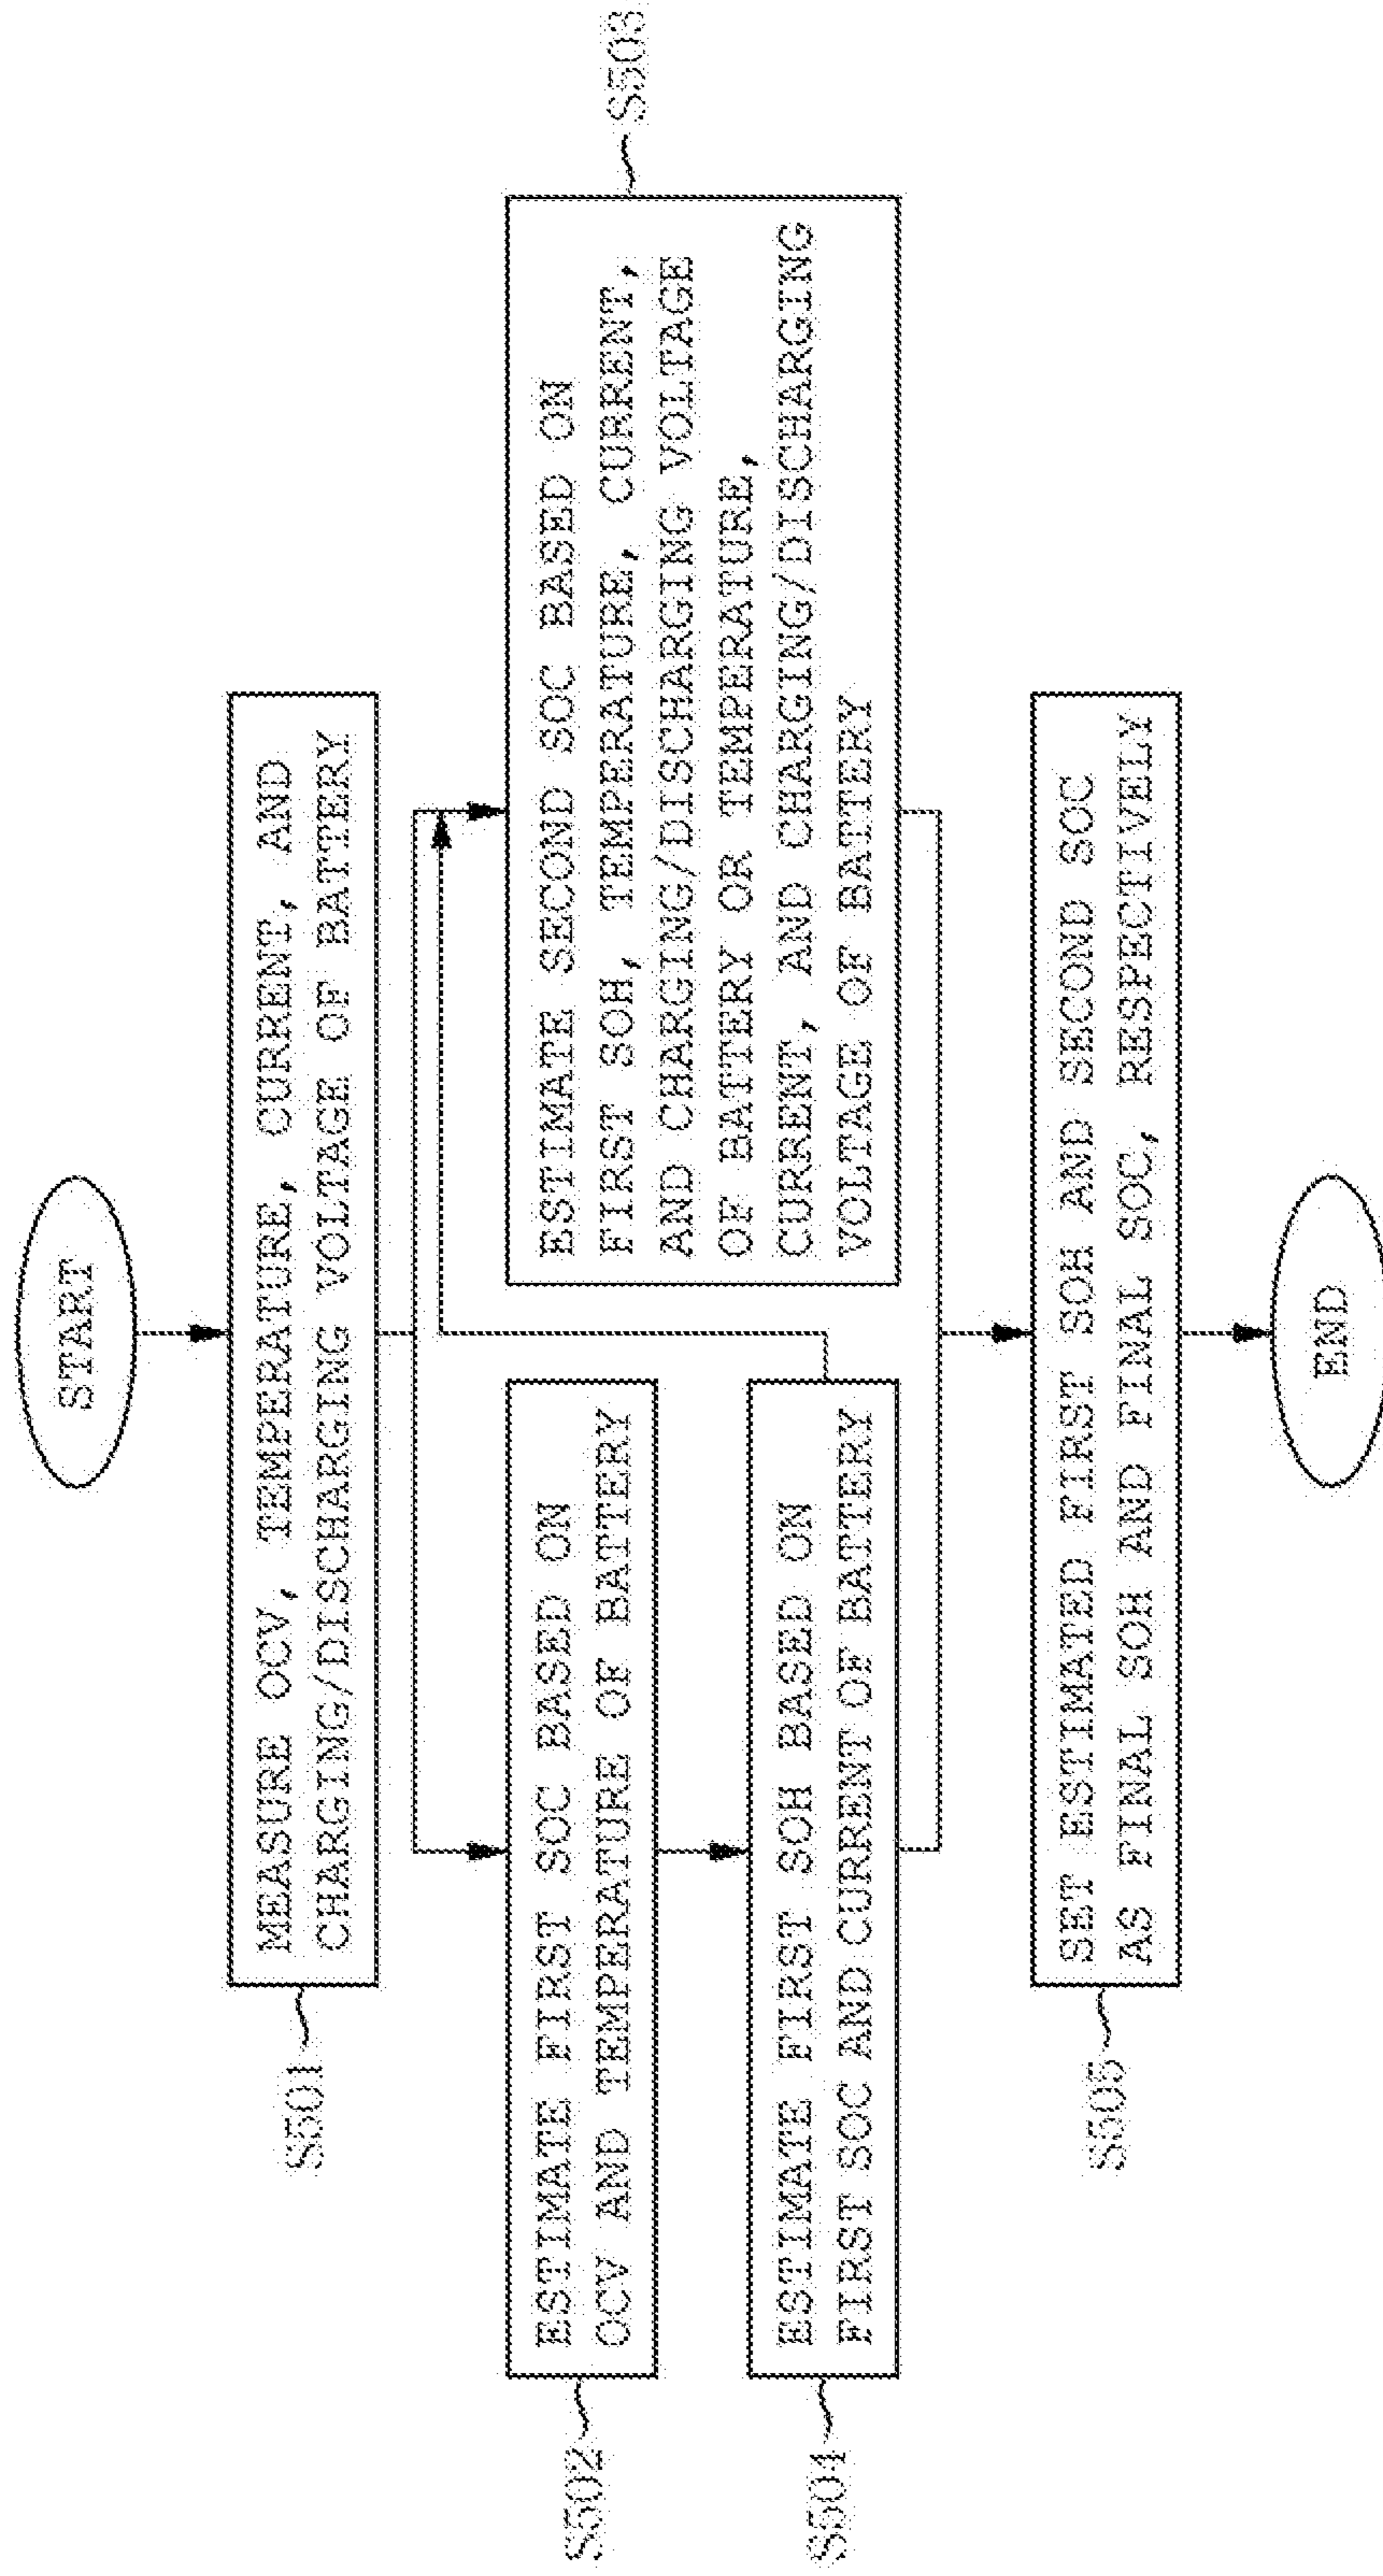 START
MEASURE OCV, TEMPERATURE, CURRENT, AND
CHARGING/DISCHARGING VOLTAGE OF BATTERY
S501
ESTIMATE FIRST SOC BASED ON
OCV AND TEMPERATURE OF BATTERY
S502
ESTIMATE SECOND SOC BASED ON
FIRST SOH, TEMPERATURE, CURRENT,
AND CHARGING/DISCHARGING VOLTAGE
OF BATTERY OR TEMPERATURE,
CURRENT, AND CHARGING/DISCHARGING
VOLTAGE OF BATTERY
S503
ESTIMATE FIRST SOH BASED ON
FIRST SOC AND CURRENT OF BATTERY
S504
SET ESTIMATED FIRST SOH AND SECOND SOC
AS FINAL SOH AND FINAL SOC, RESPECTIVELY
S505
END